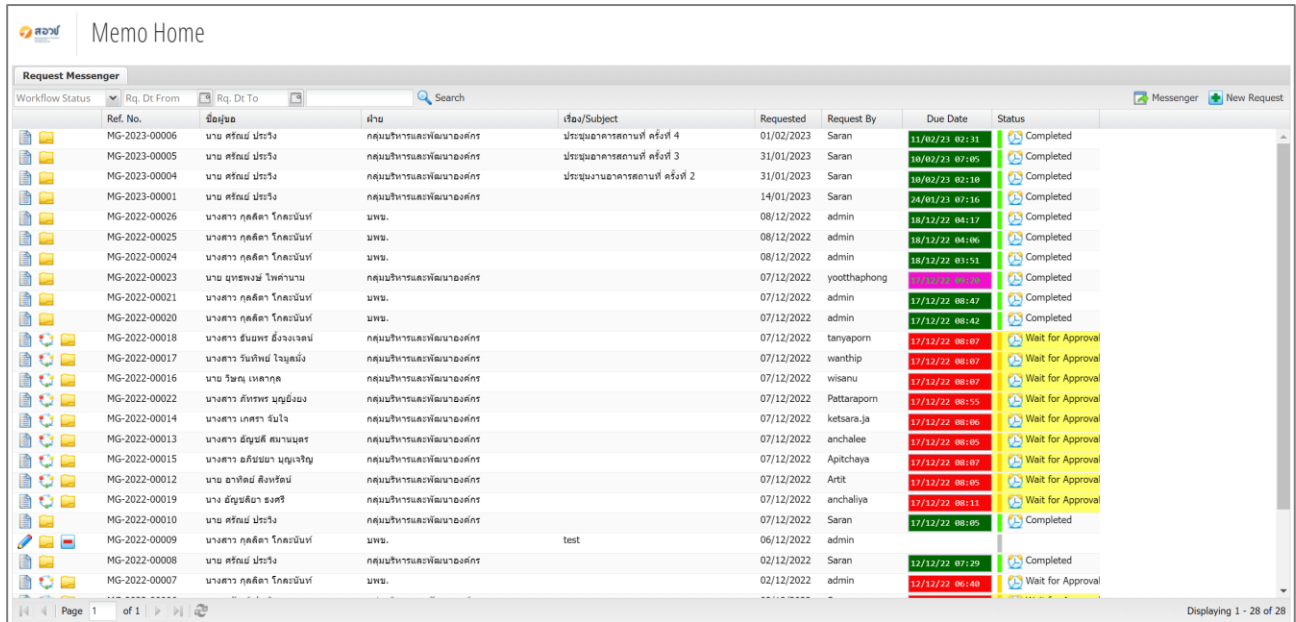 สอวช Memo Home
Request Messenger
Workflow Status Rq. Dt From Rq. Dt To Search Messenger New Request
Ref. No. ชื่อผู้ขอ ฝ่าย เรื่อง/Subject Requested Request By Due Date Status
MG-2023-00006 นาย ศรัณย์ ประวิง กลุ่มบริหารและพัฒนาองค์กร ประชุมอาคารสถานที่ ครั้งที่ 4 01/02/2023 Saran 11/02/23 02:31 Completed
MG-2023-00005 นาย ศรัณย์ ประวิง กลุ่มบริหารและพัฒนาองค์กร ประชุมอาคารสถานที่ ครั้งที่ 3 31/01/2023 Saran 10/02/23 07:05 Completed
MG-2023-00004 นาย ศรัณย์ ประวิง กลุ่มบริหารและพัฒนาองค์กร ประชุมงานอาคารสถานที่ ครั้งที่ 2 31/01/2023 Saran 10/02/23 02:10 Completed
MG-2023-00001 นาย ศรัณย์ ประวิง กลุ่มบริหารและพัฒนาองค์กร 14/01/2023 Saran 24/01/23 07:16 Completed
MG-2022-00026 นางสาว กุลลิตา โกละนันท์ มพข. 08/12/2022 admin 18/12/22 04:17 Completed
MG-2022-00025 นางสาว กุลลิตา โกละนันท์ มพข. 08/12/2022 admin 18/12/22 04:06 Completed
MG-2022-00024 นางสาว กุลลิตา โกละนันท์ มพข. 08/12/2022 admin 18/12/22 03:51 Completed
MG-2022-00023 นาย ยุทธพงษ์ ไพคำนาม กลุ่มบริหารและพัฒนาองค์กร 07/12/2022 yootthaphong Completed
MG-2022-00021 นางสาว กุลลิตา โกละนันท์ มพข. 07/12/2022 admin 17/12/22 08:47 Completed
MG-2022-00020 นางสาว กุลลิตา โกละนันท์ มพข. 07/12/2022 admin 17/12/22 08:42 Completed
MG-2022-00018 นางสาว ธันยพร อึ้งจงเจตน์ กลุ่มบริหารและพัฒนาองค์กร 07/12/2022 tanyaporn 17/12/22 08:07 Wait for Approval
MG-2022-00017 นางสาว วันทิพย์ ใจมูลมั่ง กลุ่มบริหารและพัฒนาองค์กร 07/12/2022 wanthip 17/12/22 08:07 Wait for Approval
MG-2022-00016 นาย วิษณุ เหลากุล กลุ่มบริหารและพัฒนาองค์กร 07/12/2022 wisanu 17/12/22 08:07 Wait for Approval
MG-2022-00022 นางสาว ภัทรพร บุญยิ่งยง กลุ่มบริหารและพัฒนาองค์กร 07/12/2022 Pattaraporn 17/12/22 08:55 Wait for Approval
MG-2022-00014 นางสาว เกศรา จับใจ กลุ่มบริหารและพัฒนาองค์กร 07/12/2022 ketsara.ja 17/12/22 08:06 Wait for Approval
MG-2022-00013 นางสาว อัญชลี สมานบุตร กลุ่มบริหารและพัฒนาองค์กร 07/12/2022 anchalee 17/12/22 08:05 Wait for Approval
MG-2022-00015 นางสาว อภิชชยา บุญเจริญ กลุ่มบริหารและพัฒนาองค์กร 07/12/2022 Apitchaya 17/12/22 08:07 Wait for Approval
MG-2022-00012 นาย อาทิตย์ สิงหรัตน์ กลุ่มบริหารและพัฒนาองค์กร 07/12/2022 Artit 17/12/22 08:05 Wait for Approval
MG-2022-00019 นาง อัญชลิยา ธงศรี กลุ่มบริหารและพัฒนาองค์กร 07/12/2022 anchaliya 17/12/22 08:11 Wait for Approval
MG-2022-00010 นาย ศรัณย์ ประวิง กลุ่มบริหารและพัฒนาองค์กร 07/12/2022 Saran 17/12/22 08:05 Completed
MG-2022-00009 นางสาว กุลลิตา โกละนันท์ มพข. test 06/12/2022 admin
MG-2022-00008 นาย ศรัณย์ ประวิง กลุ่มบริหารและพัฒนาองค์กร 02/12/2022 Saran 12/12/22 07:29 Completed
MG-2022-00007 นางสาว กุลลิตา โกละนันท์ มพข. 02/12/2022 admin 12/12/22 06:40 Wait for Approval
Page 1 of 1 Displaying 1 - 28 of 28